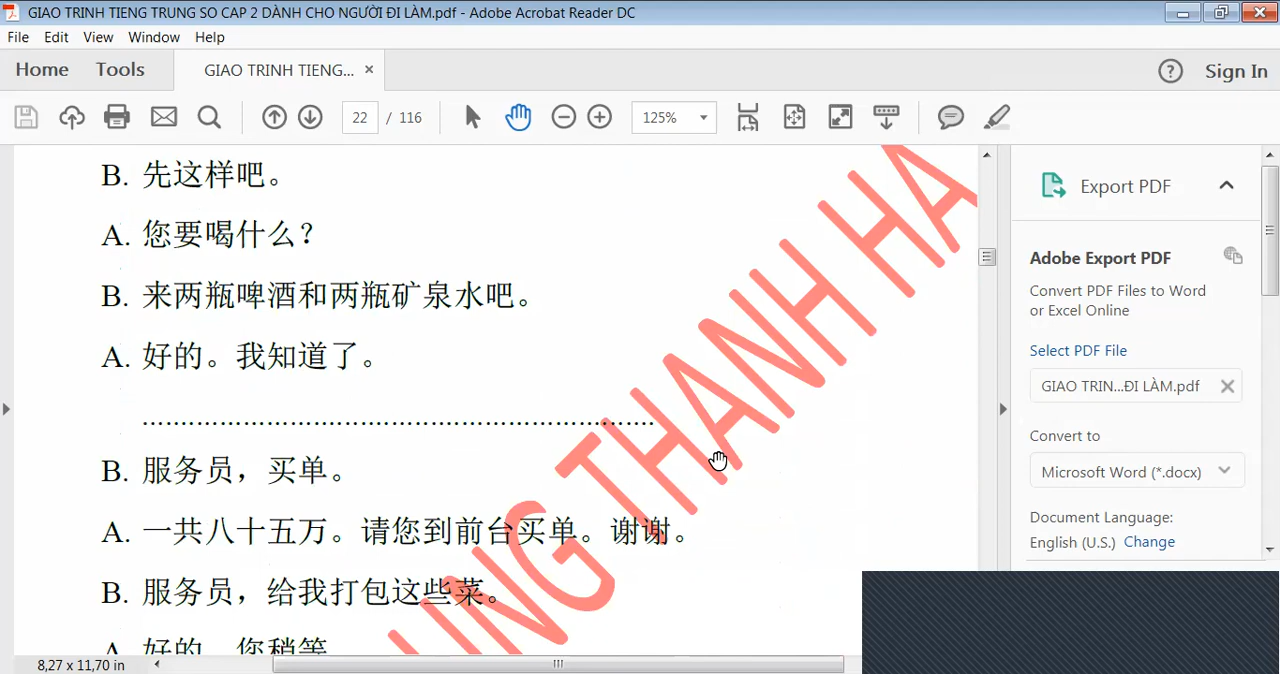 GIAO TRINH TIENG TRUNG SO CAP 2 DÀNH CHO NGƯỜI ĐI LÀM.pdf - Adobe Acrobat Reader DC
File Edit View Window Help
Home Tools GIAO TRINH TIENG... × Sign In
22 / 116 125%
B. 先这样吧。
A. 您要喝什么?
B. 来两瓶啤酒和两瓶矿泉水吧。
A. 好的。我知道了。
........................................................................
B. 服务员，买单。
A. 一共八十五万。请您到前台买单。谢谢。
B. 服务员，给我打包这些菜。
A. 好的，您稍等
UNG THANH HA
8,27 x 11,70 in
Export PDF
Adobe Export PDF
Convert PDF Files to Word
or Excel Online
Select PDF File
GIAO TRIN...ĐI LÀM.pdf
Convert to
Microsoft Word (*.docx)
Document Language:
English (U.S.) Change